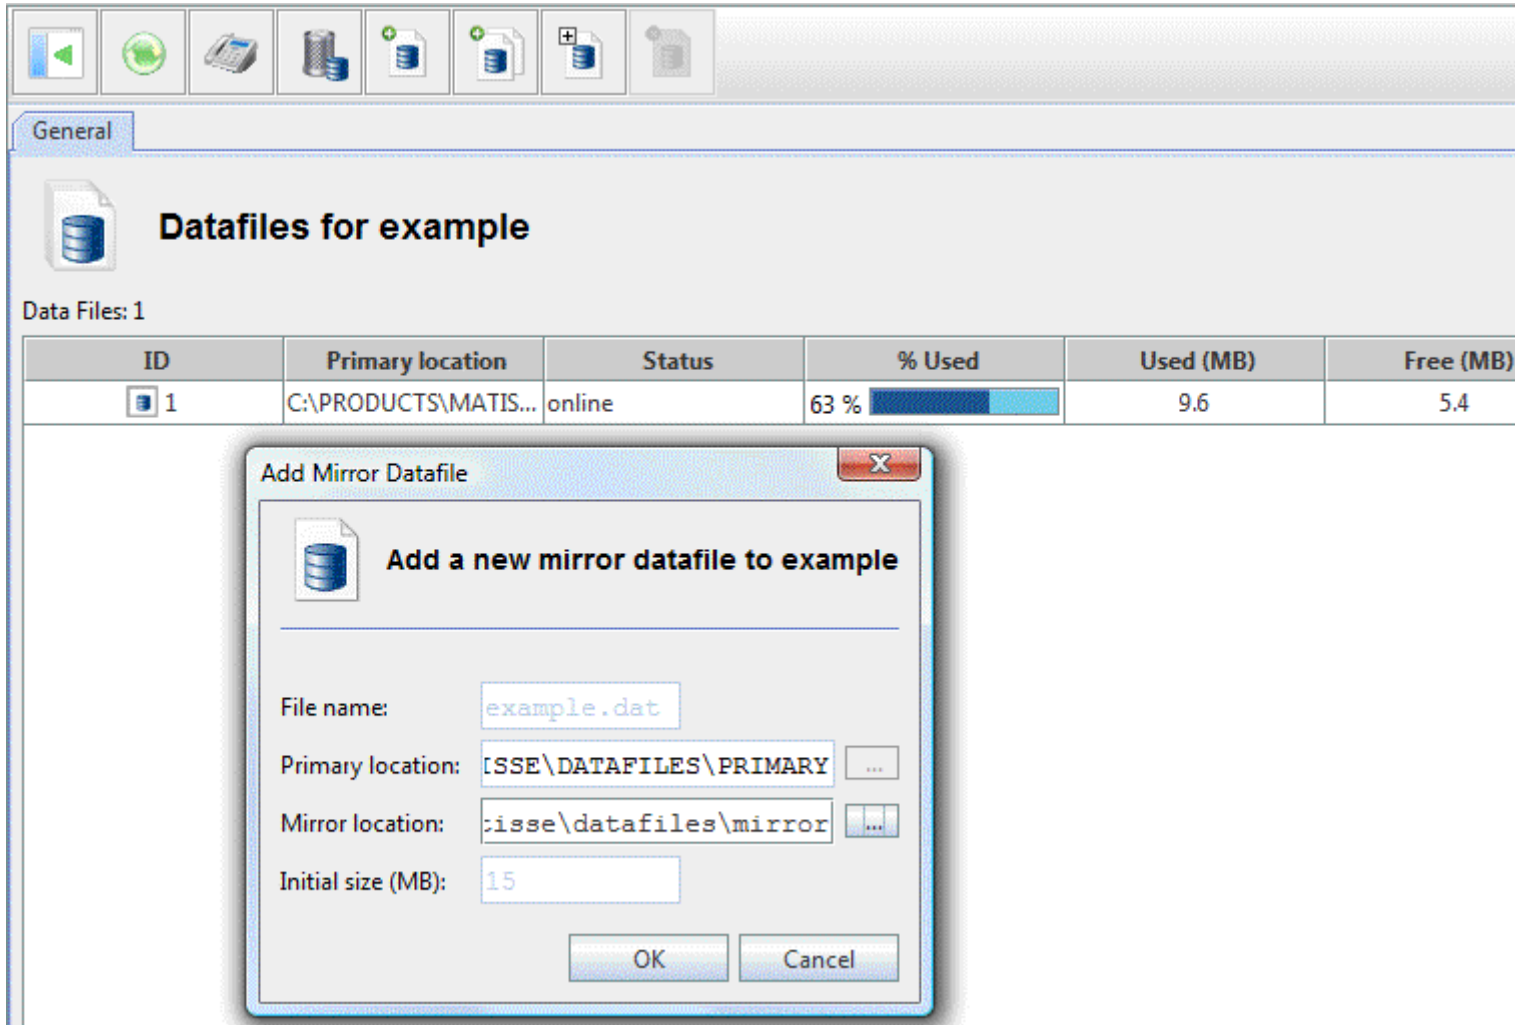 General
Datafiles for example
Data Files: 1
ID Primary location Status % Used Used (MB) Free (MB)
1 C:\PRODUCTS\MATIS... online 63 % 9.6 5.4
Add Mirror Datafile
Add a new mirror datafile to example
File name: example.dat
Primary location: ISSE\DATAFILES\PRIMARY ...
Mirror location: tisse\datafiles\mirror ...
Initial size (MB): 15
OK Cancel